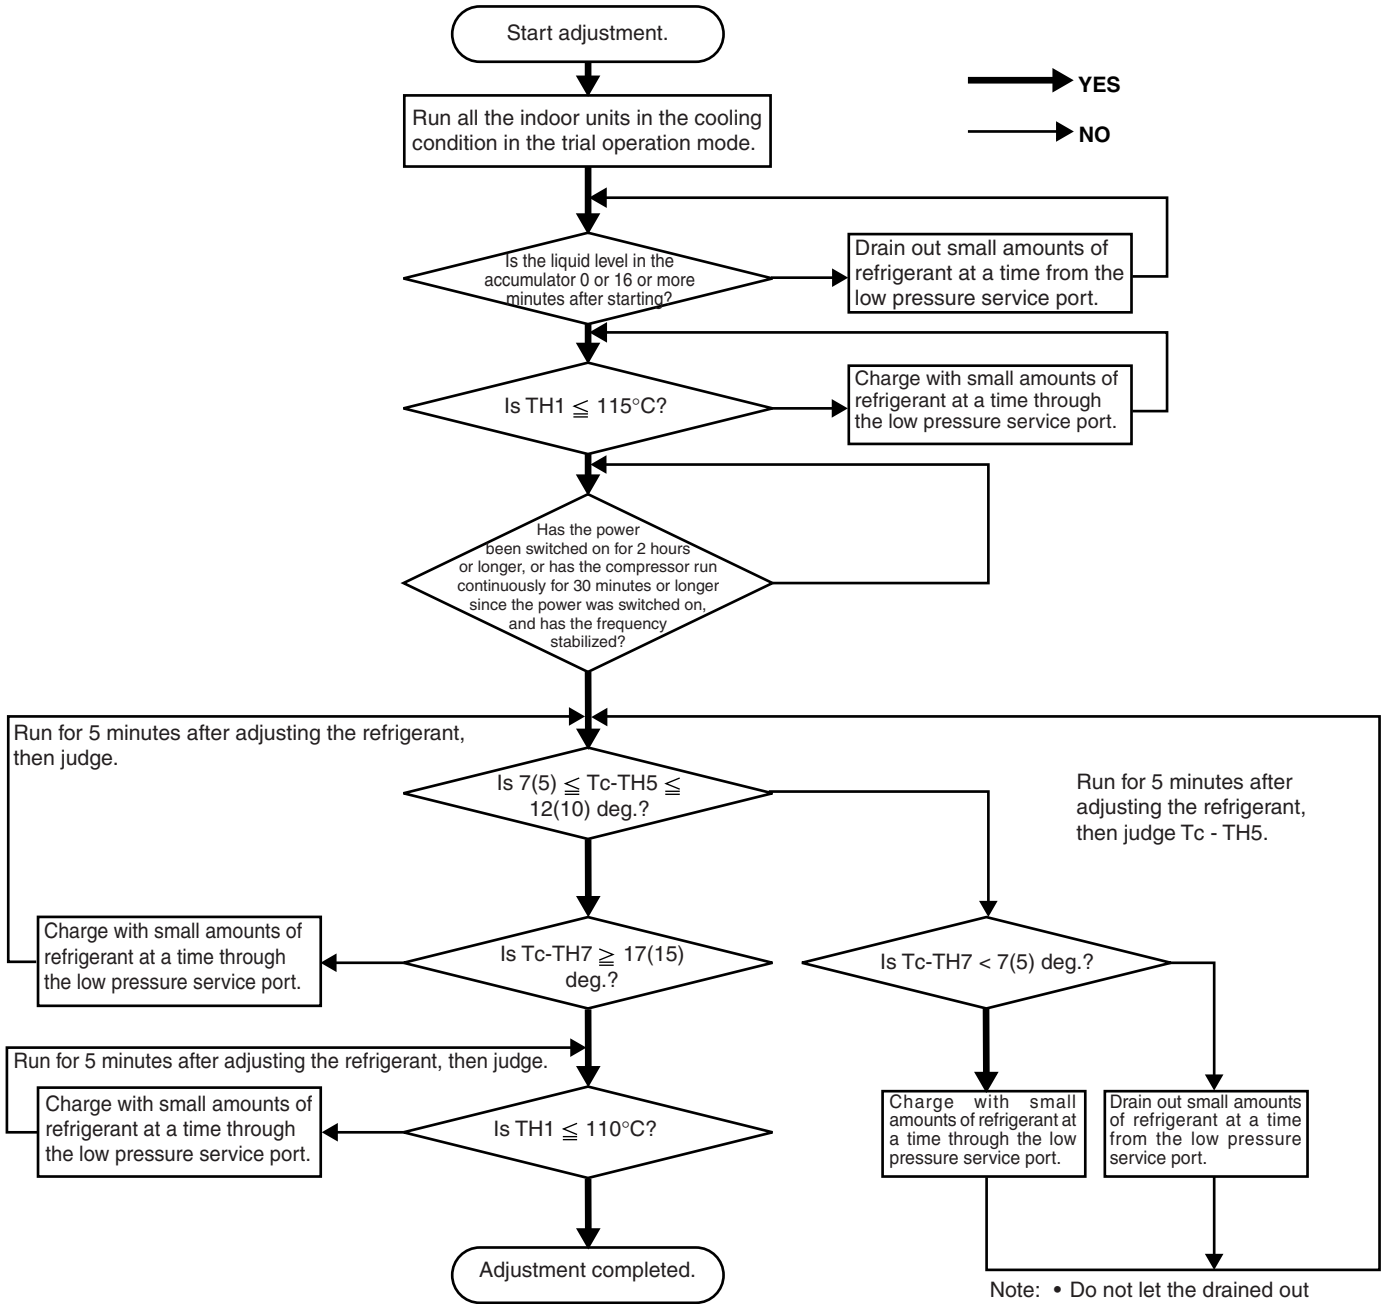 Start adjustment.
YES
NO
Run all the indoor units in the cooling
condition in the trial operation mode.
Is the liquid level in the
accumulator 0 or 16 or more
minutes after starting?
Drain out small amounts of
refrigerant at a time from the
low pressure service port.
Is TH1 ≦ 115°C?
Charge with small amounts of
refrigerant at a time through
the low pressure service port.
Has the power
been switched on for 2 hours
or longer, or has the compressor run
continuously for 30 minutes or longer
since the power was switched on,
and has the frequency
stabilized?
Run for 5 minutes after adjusting the refrigerant,
then judge.
Is 7(5) ≦ Tc-TH5 ≦
12(10) deg.?
Run for 5 minutes after
adjusting the refrigerant,
then judge Tc - TH5.
Charge with small amounts of
refrigerant at a time through
the low pressure service port.
Is Tc-TH7 ≧ 17(15)
deg.?
Is Tc-TH7 < 7(5) deg.?
Run for 5 minutes after adjusting the refrigerant, then judge.
Charge with small amounts of
refrigerant at a time through
the low pressure service port.
Is TH1 ≦ 110°C?
Charge with small
amounts of refrigerant at
a time through the low
pressure service port.
Drain out small amounts
of refrigerant at a time
from the low pressure
service port.
Adjustment completed.
Note: • Do not let the drained out